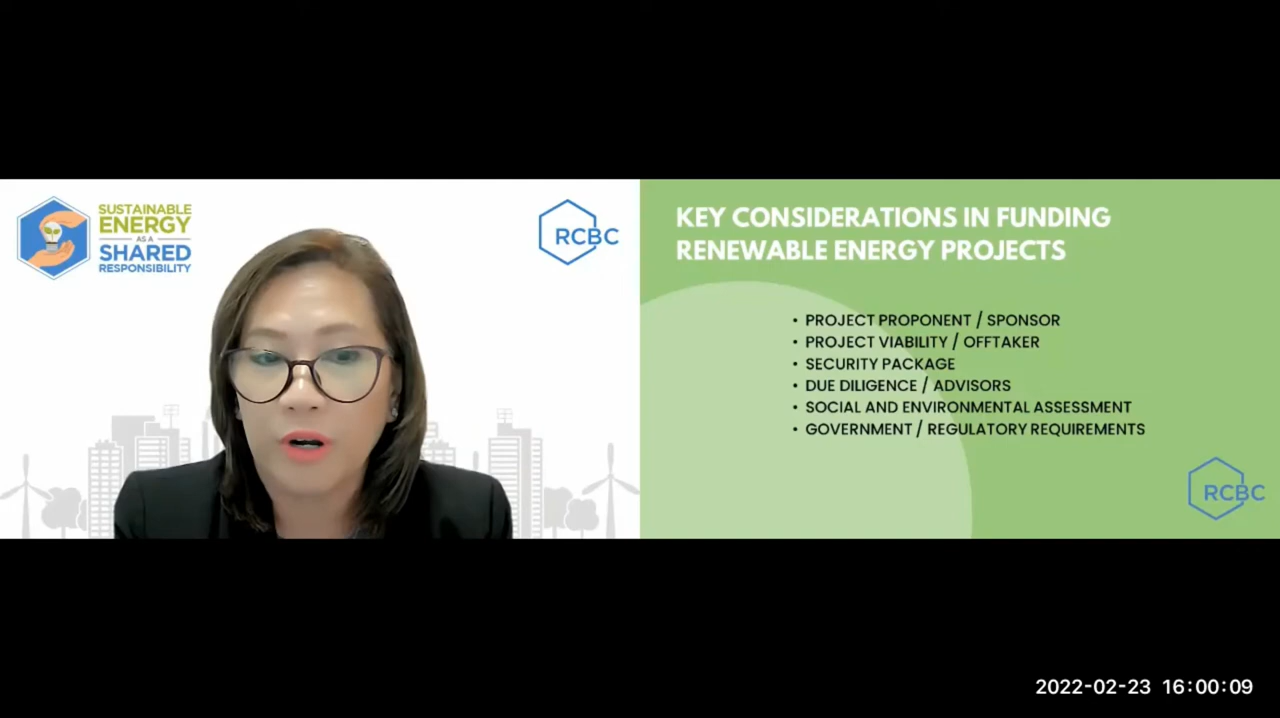 SUSTAINABLE
ENERGY
AS A
SHARED
RESPONSIBILITY
RCBC
KEY CONSIDERATIONS IN FUNDING
RENEWABLE ENERGY PROJECTS
• PROJECT PROPONENT / SPONSOR
• PROJECT VIABILITY / OFFTAKER
• SECURITY PACKAGE
• DUE DILIGENCE / ADVISORS
• SOCIAL AND ENVIRONMENTAL ASSESSMENT
• GOVERNMENT / REGULATORY REQUIREMENTS
RCBC
2022-02-23 16:00:09